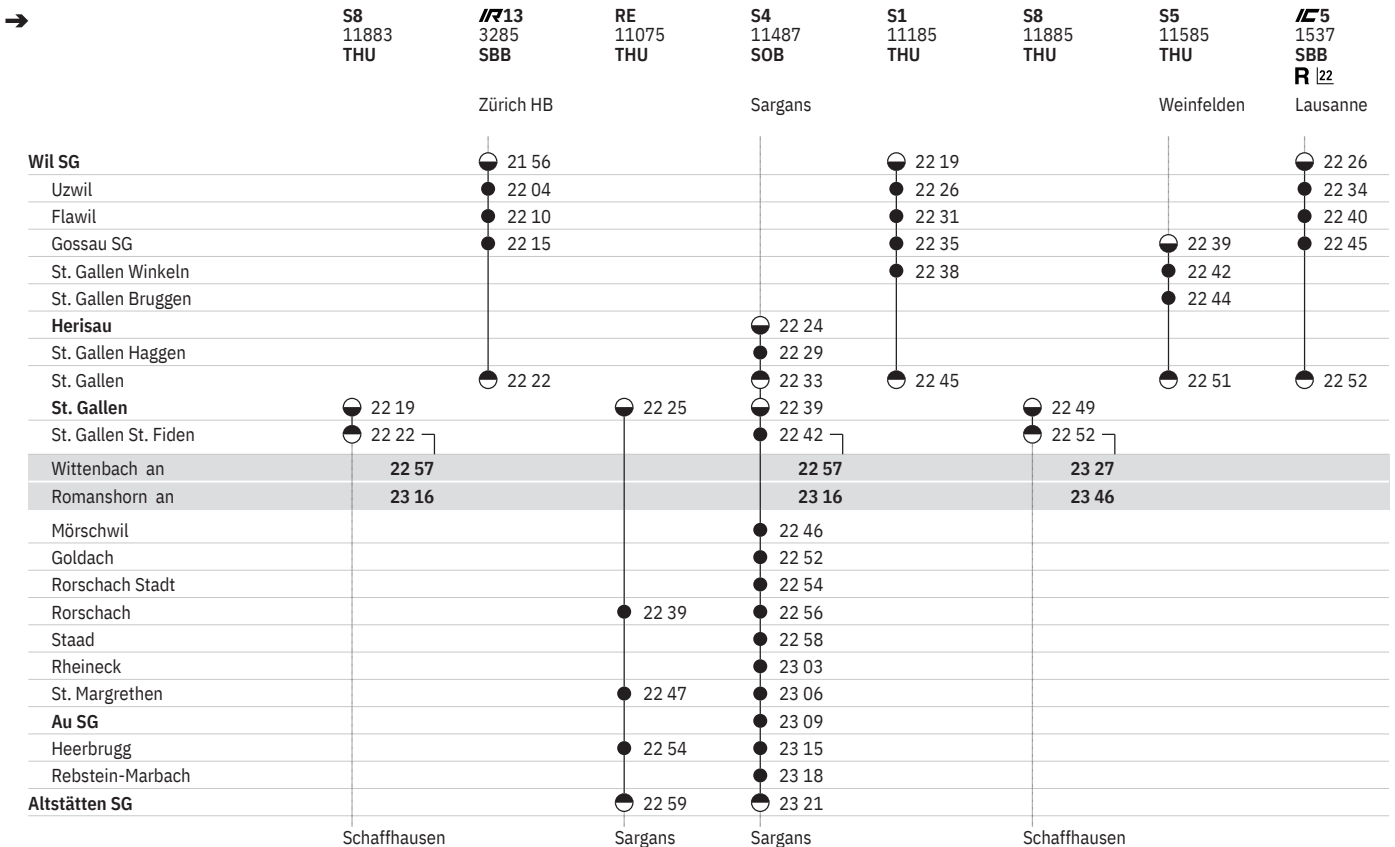 ➔ S8 IR13 RE S4 S1 S8 S5 IC5
11883 3285 11075 11487 11185 11885 11585 1537
THU SBB THU SOB THU THU THU SBB
R 22
Zürich HB Sargans Weinfelden Lausanne
Wil SG 21 56 22 19 22 26
Uzwil 22 04 22 26 22 34
Flawil 22 10 22 31 22 40
Gossau SG 22 15 22 35 22 39 22 45
St. Gallen Winkeln 22 38 22 42
St. Gallen Bruggen 22 44
Herisau 22 24
St. Gallen Haggen 22 29
St. Gallen 22 22 22 33 22 45 22 51 22 52
St. Gallen 22 19 22 25 22 39 22 49
St. Gallen St. Fiden 22 22 22 42 22 52
Wittenbach an 22 57 22 57 23 27
Romanshorn an 23 16 23 16 23 46
Mörschwil 22 46
Goldach 22 52
Rorschach Stadt 22 54
Rorschach 22 39 22 56
Staad 22 58
Rheineck 23 03
St. Margrethen 22 47 23 06
Au SG 23 09
Heerbrugg 22 54 23 15
Rebstein-Marbach 23 18
Altstätten SG 22 59 23 21
Schaffhausen Sargans Sargans Schaffhausen